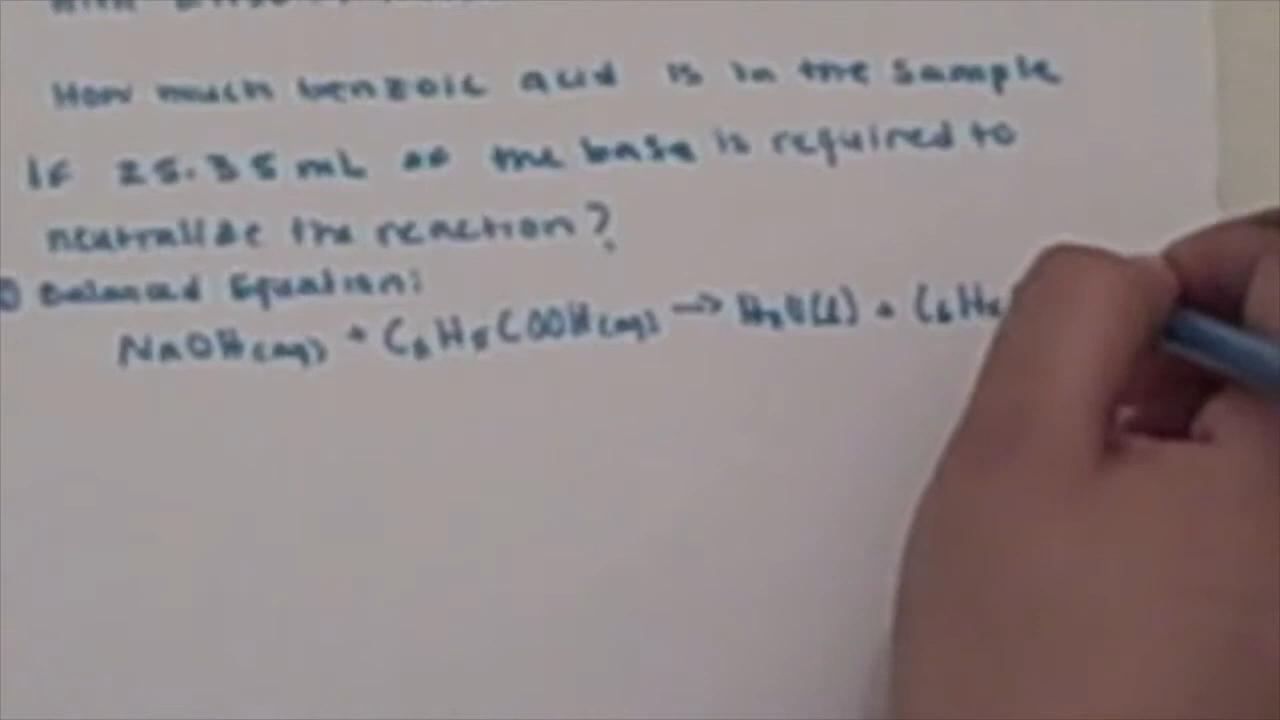 How much benzoic acid is in the sample
if 25.35 mL of the base is required to
neutralize the reaction?
Balanced Equation:
NaOH(aq) + C₆H₅COOH(aq) → H₂O(l) + C₆H₅